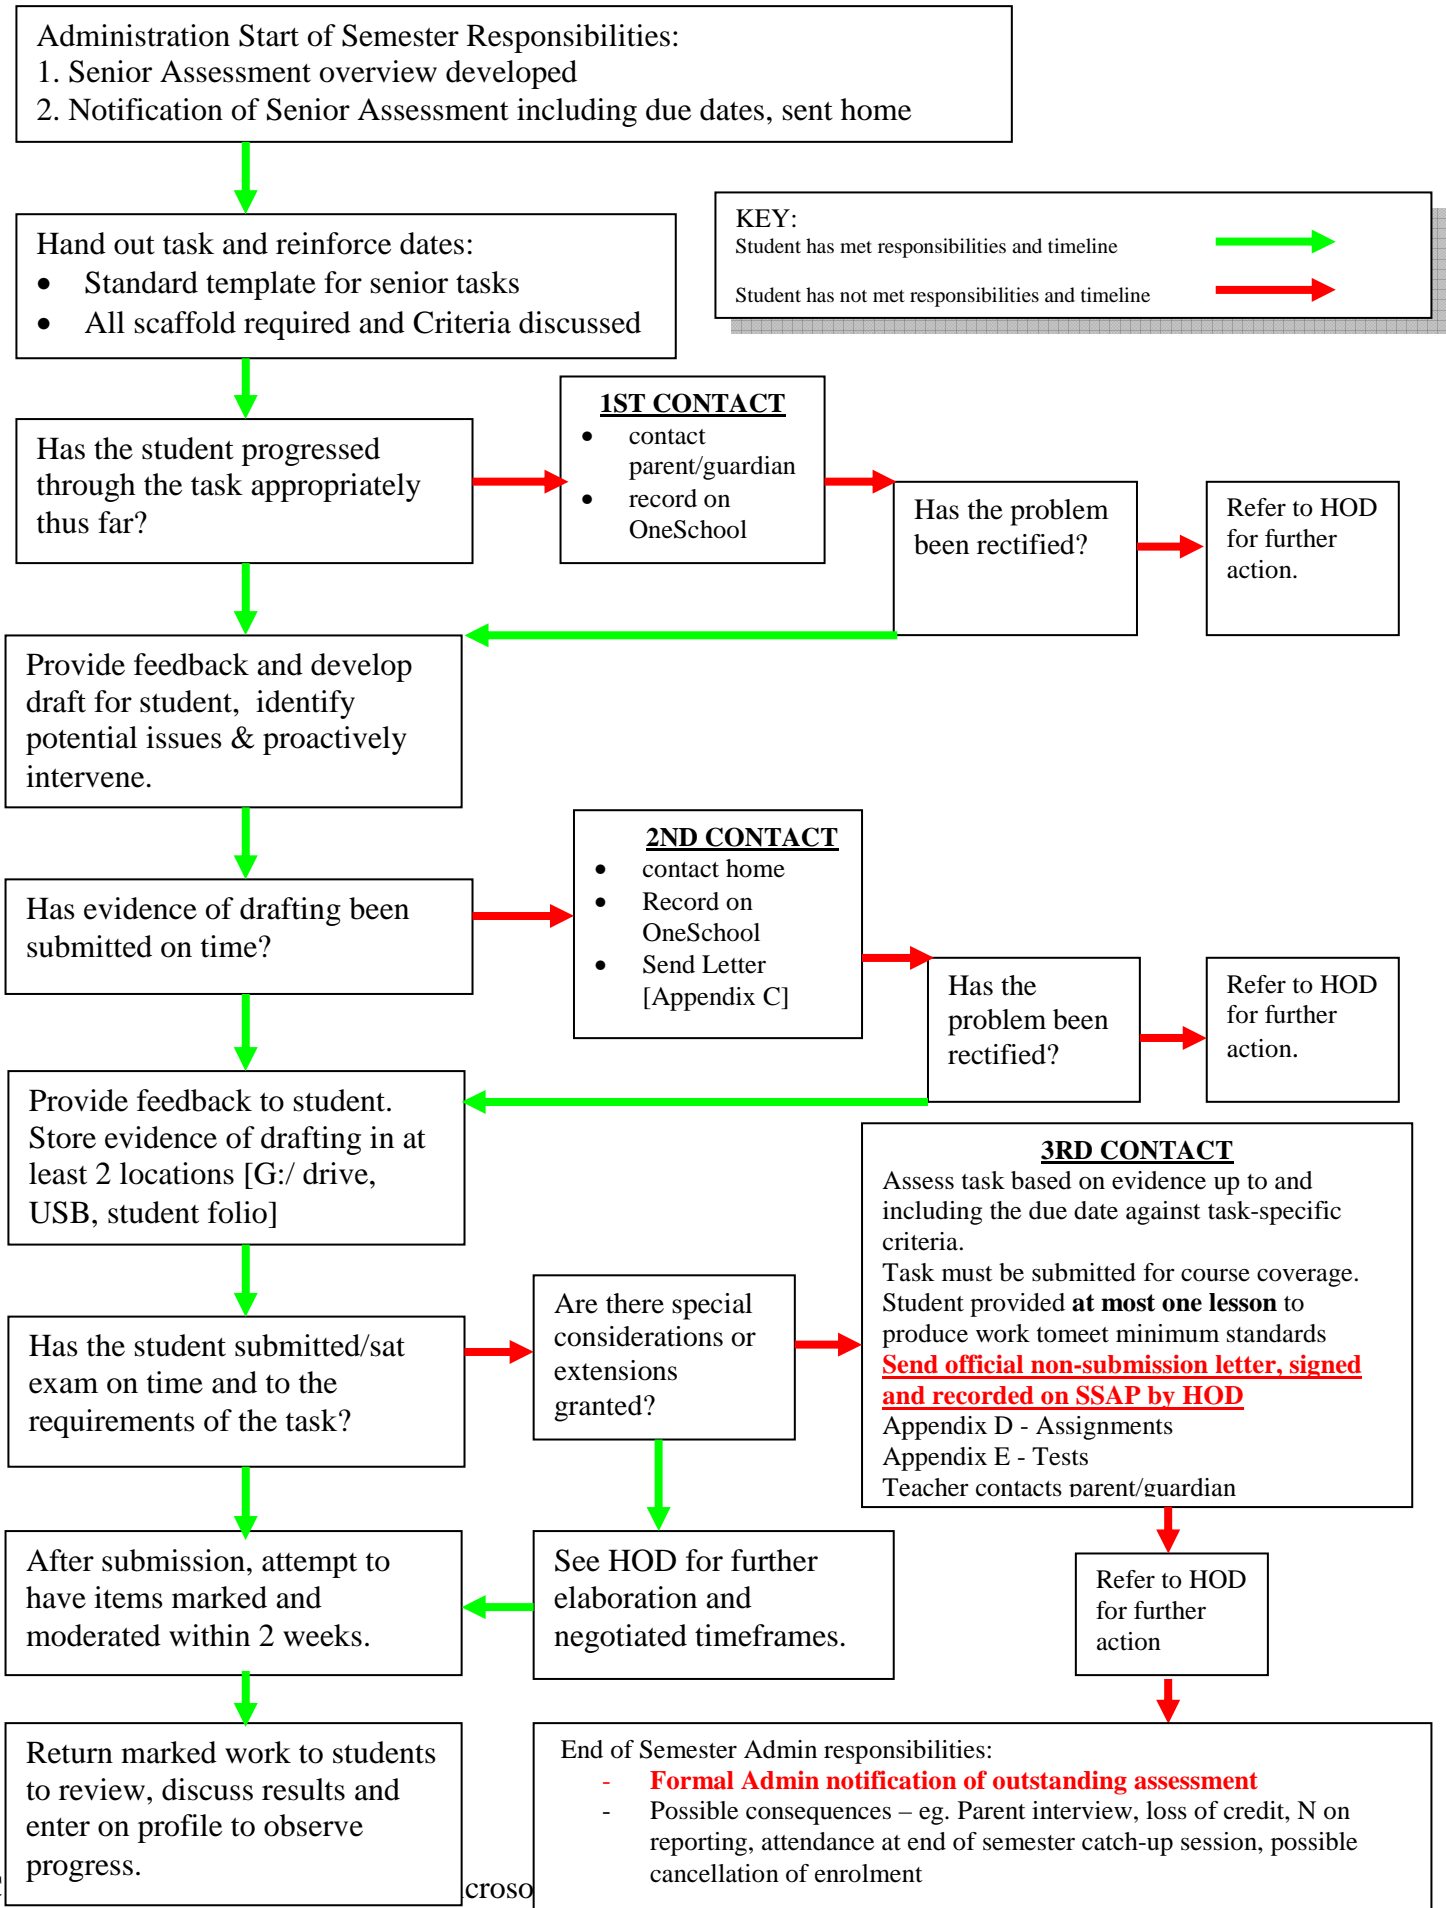 Administration Start of Semester Responsibilities:
1. Senior Assessment overview developed
2. Notification of Senior Assessment including due dates, sent home
Hand out task and reinforce dates:
• Standard template for senior tasks
• All scaffold required and Criteria discussed
KEY:
Student has met responsibilities and timeline
Student has not met responsibilities and timeline
Has the student progressed
through the task appropriately
thus far?
1ST CONTACT
• contact
parent/guardian
• record on
OneSchool
Has the problem
been rectified?
Refer to HOD
for further
action.
Provide feedback and develop
draft for student, identify
potential issues & proactively
intervene.
Has evidence of drafting been
submitted on time?
2ND CONTACT
• contact home
• Record on
OneSchool
• Send Letter
[Appendix C]
Has the
problem been
rectified?
Refer to HOD
for further
action.
Provide feedback to student.
Store evidence of drafting in at
least 2 locations [G:/ drive,
USB, student folio]
Has the student submitted/sat
exam on time and to the
requirements of the task?
Are there special
considerations or
extensions
granted?
3RD CONTACT
Assess task based on evidence up to and
including the due date against task-specific
criteria.
Task must be submitted for course coverage.
Student provided at most one lesson to
produce work tomeet minimum standards
Send official non-submission letter, signed
and recorded on SSAP by HOD
Appendix D - Assignments
Appendix E - Tests
Teacher contacts parent/guardian
After submission, attempt to
have items marked and
moderated within 2 weeks.
See HOD for further
elaboration and
negotiated timeframes.
Refer to HOD
for further
action
Return marked work to students
to review, discuss results and
enter on profile to observe
progress.
End of Semester Admin responsibilities:
- Formal Admin notification of outstanding assessment
- Possible consequences – eg. Parent interview, loss of credit, N on
reporting, attendance at end of semester catch-up session, possible
cancellation of enrolment
croso